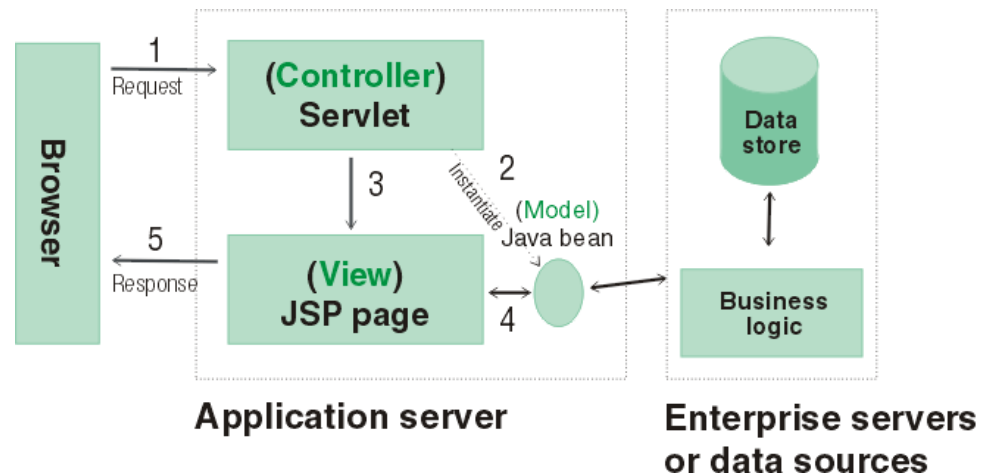 Browser
1
Request
(Controller)
Servlet
2
Instantiate
3
(Model)
Java bean
5
Response
(View)
JSP page
4
Data
store
Business
logic
Application server
Enterprise servers
or data sources